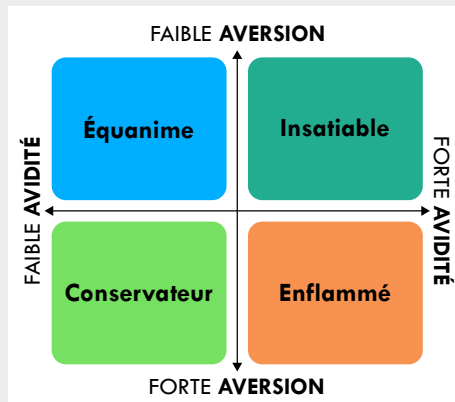 FAIBLE AVERSION
Équanime
Insatiable
FAIBLE AVIDITÉ
FORTE AVIDITÉ
Conservateur
Enflammé
FORTE AVERSION